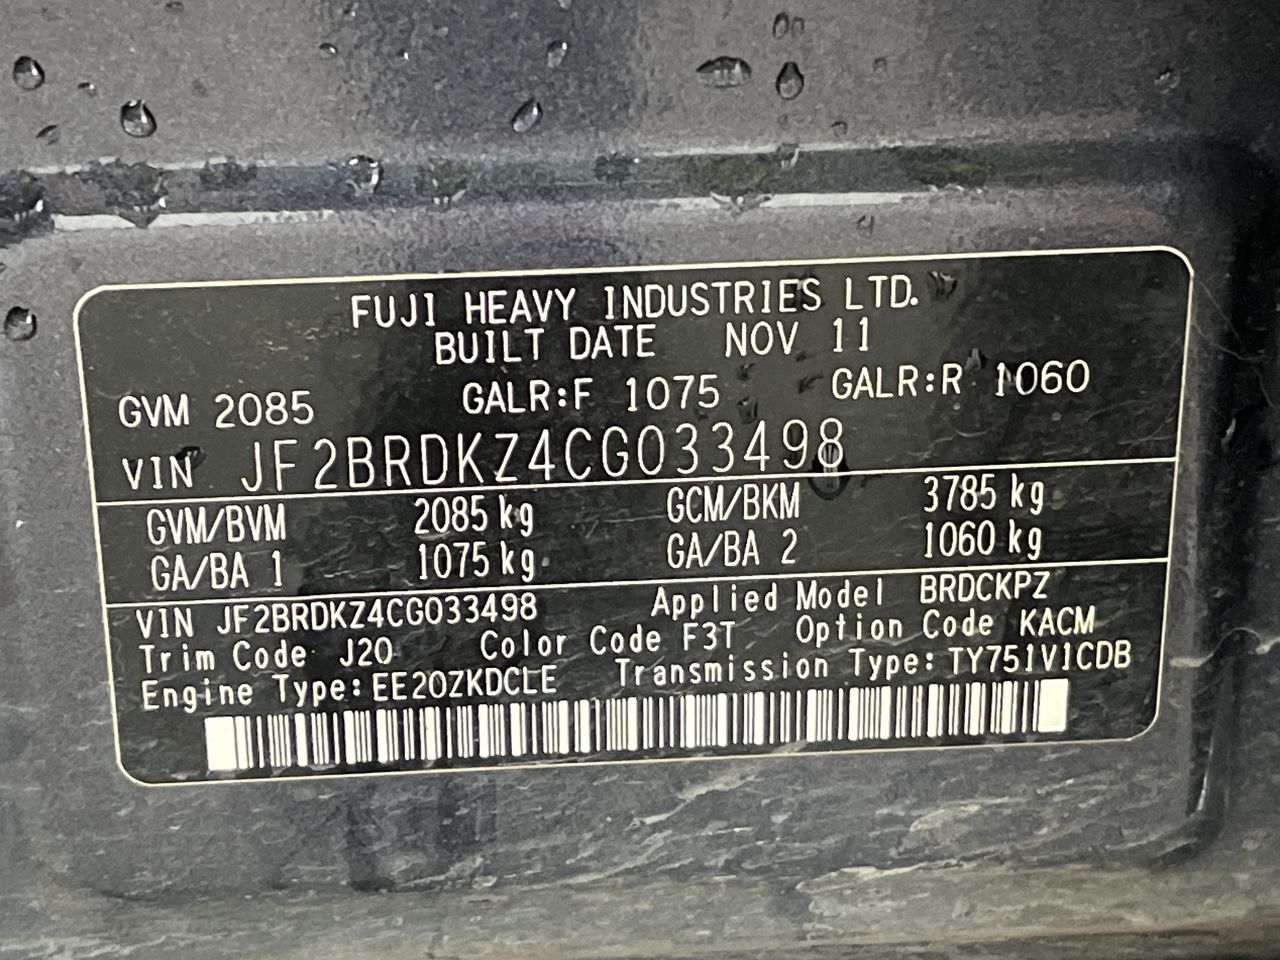 FUJI HEAVY INDUSTRIES LTD.
BUILT DATE NOV 11
GVM 2085 GALR:F 1075 GALR:R 1060
VIN JF2BRDKZ4CG033498
GVM/BVM 2085 kg GCM/BKM 3785 kg
GA/BA 1 1075 kg GA/BA 2 1060 kg
VIN JF2BRDKZ4CG033498 Applied Model BRDCKPZ
Trim Code J20 Color Code F3T Option Code KACM
Engine Type: EE20ZKDCLE Transmission Type: TY751V1CDB